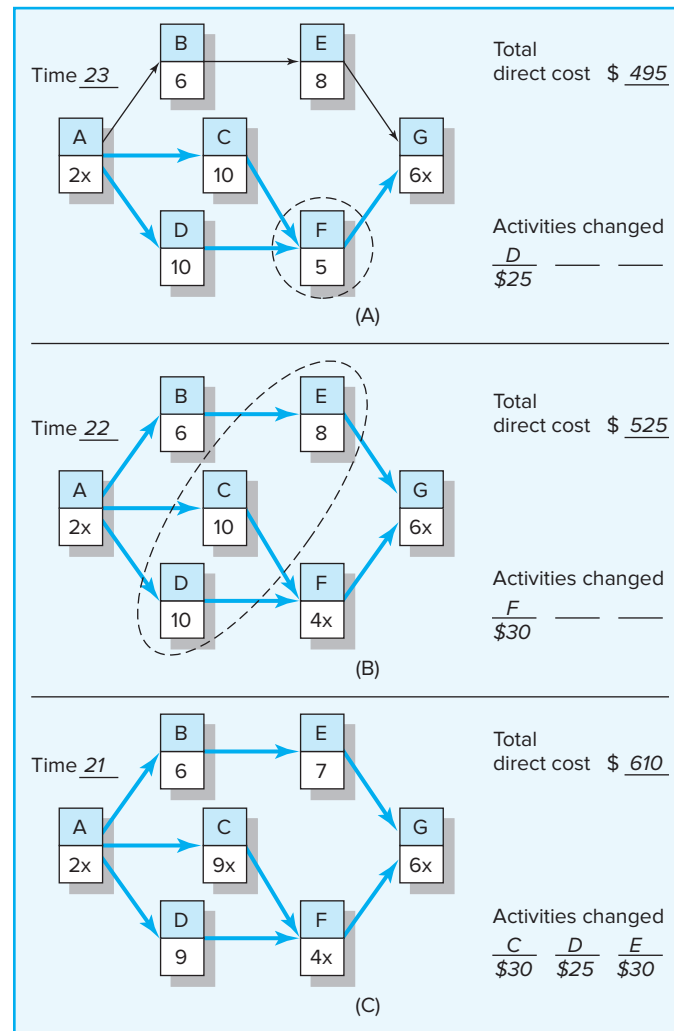 B E Total
Time 23 6 8 direct cost $ 495
A C G
2x 10 6x
D F Activities changed
10 5 D
$25
(A)
B E Total
Time 22 6 8 direct cost $ 525
A C G
2x 10 6x
D F Activities changed
10 4x F
$30
(B)
B E Total
Time 21 6 7 direct cost $ 610
A C G
2x 9x 6x
D F Activities changed
9 4x C D E
$30 $25 $30
(C)